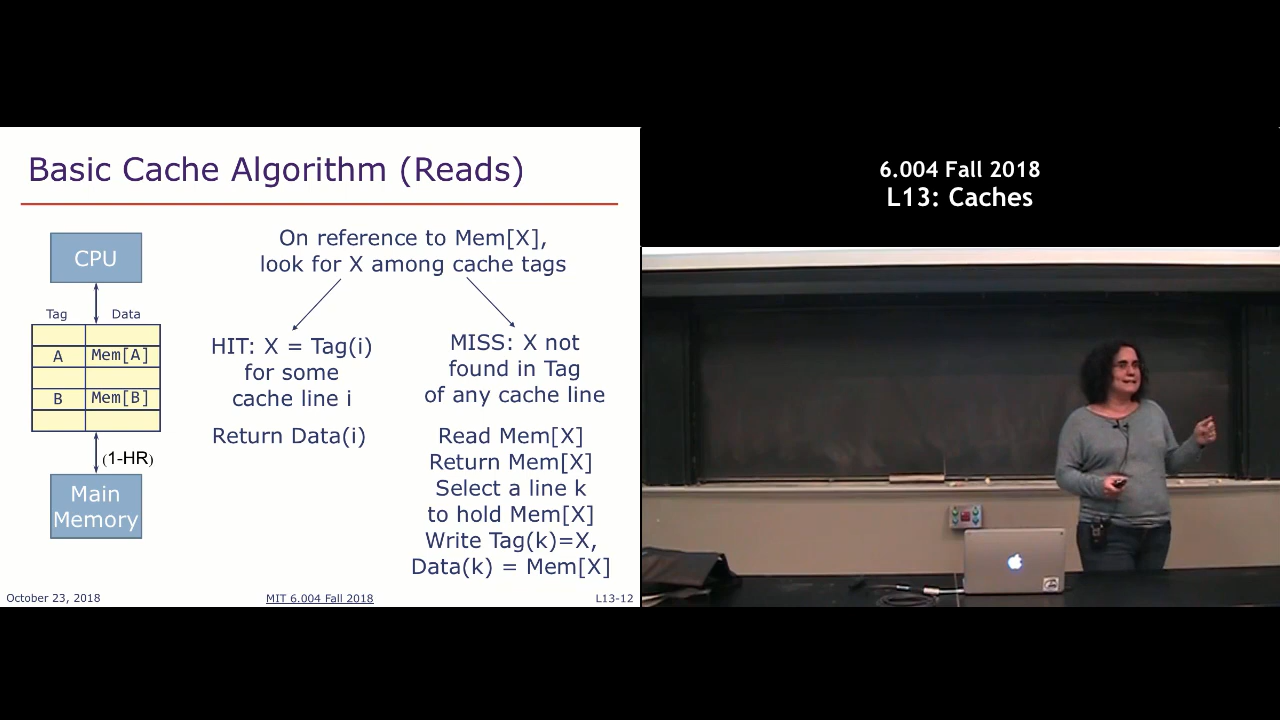 Basic Cache Algorithm (Reads)
CPU
Tag Data
A Mem[A]
B Mem[B]
(1-HR)
Main
Memory
On reference to Mem[X],
look for X among cache tags
HIT: X = Tag(i)
for some
cache line i
Return Data(i)
MISS: X not
found in Tag
of any cache line
Read Mem[X]
Return Mem[X]
Select a line k
to hold Mem[X]
Write Tag(k)=X,
Data(k) = Mem[X]
October 23, 2018
MIT 6.004 Fall 2018
L13-12
6.004 Fall 2018
L13: Caches